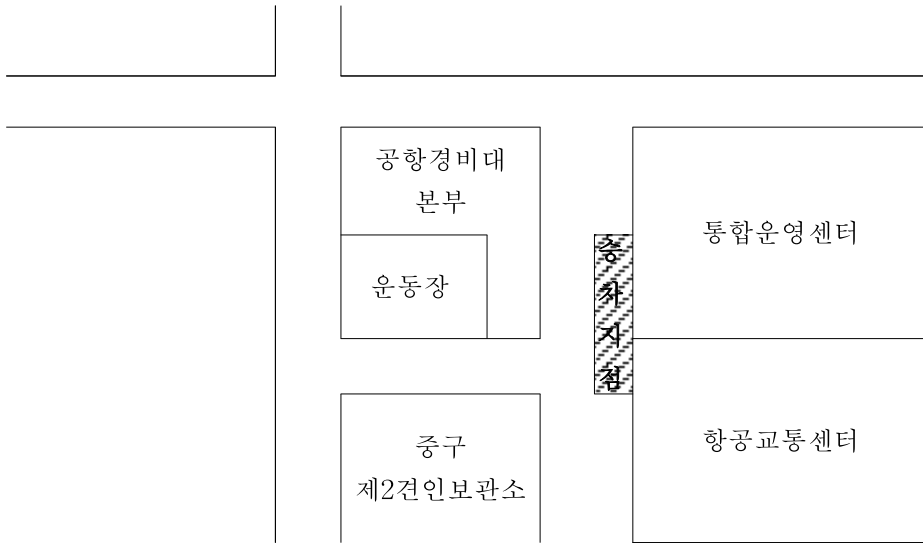 공항경비대
본부
운동장
통합운영센터
승
차
지
점
중구
제2견인보관소
항공교통센터